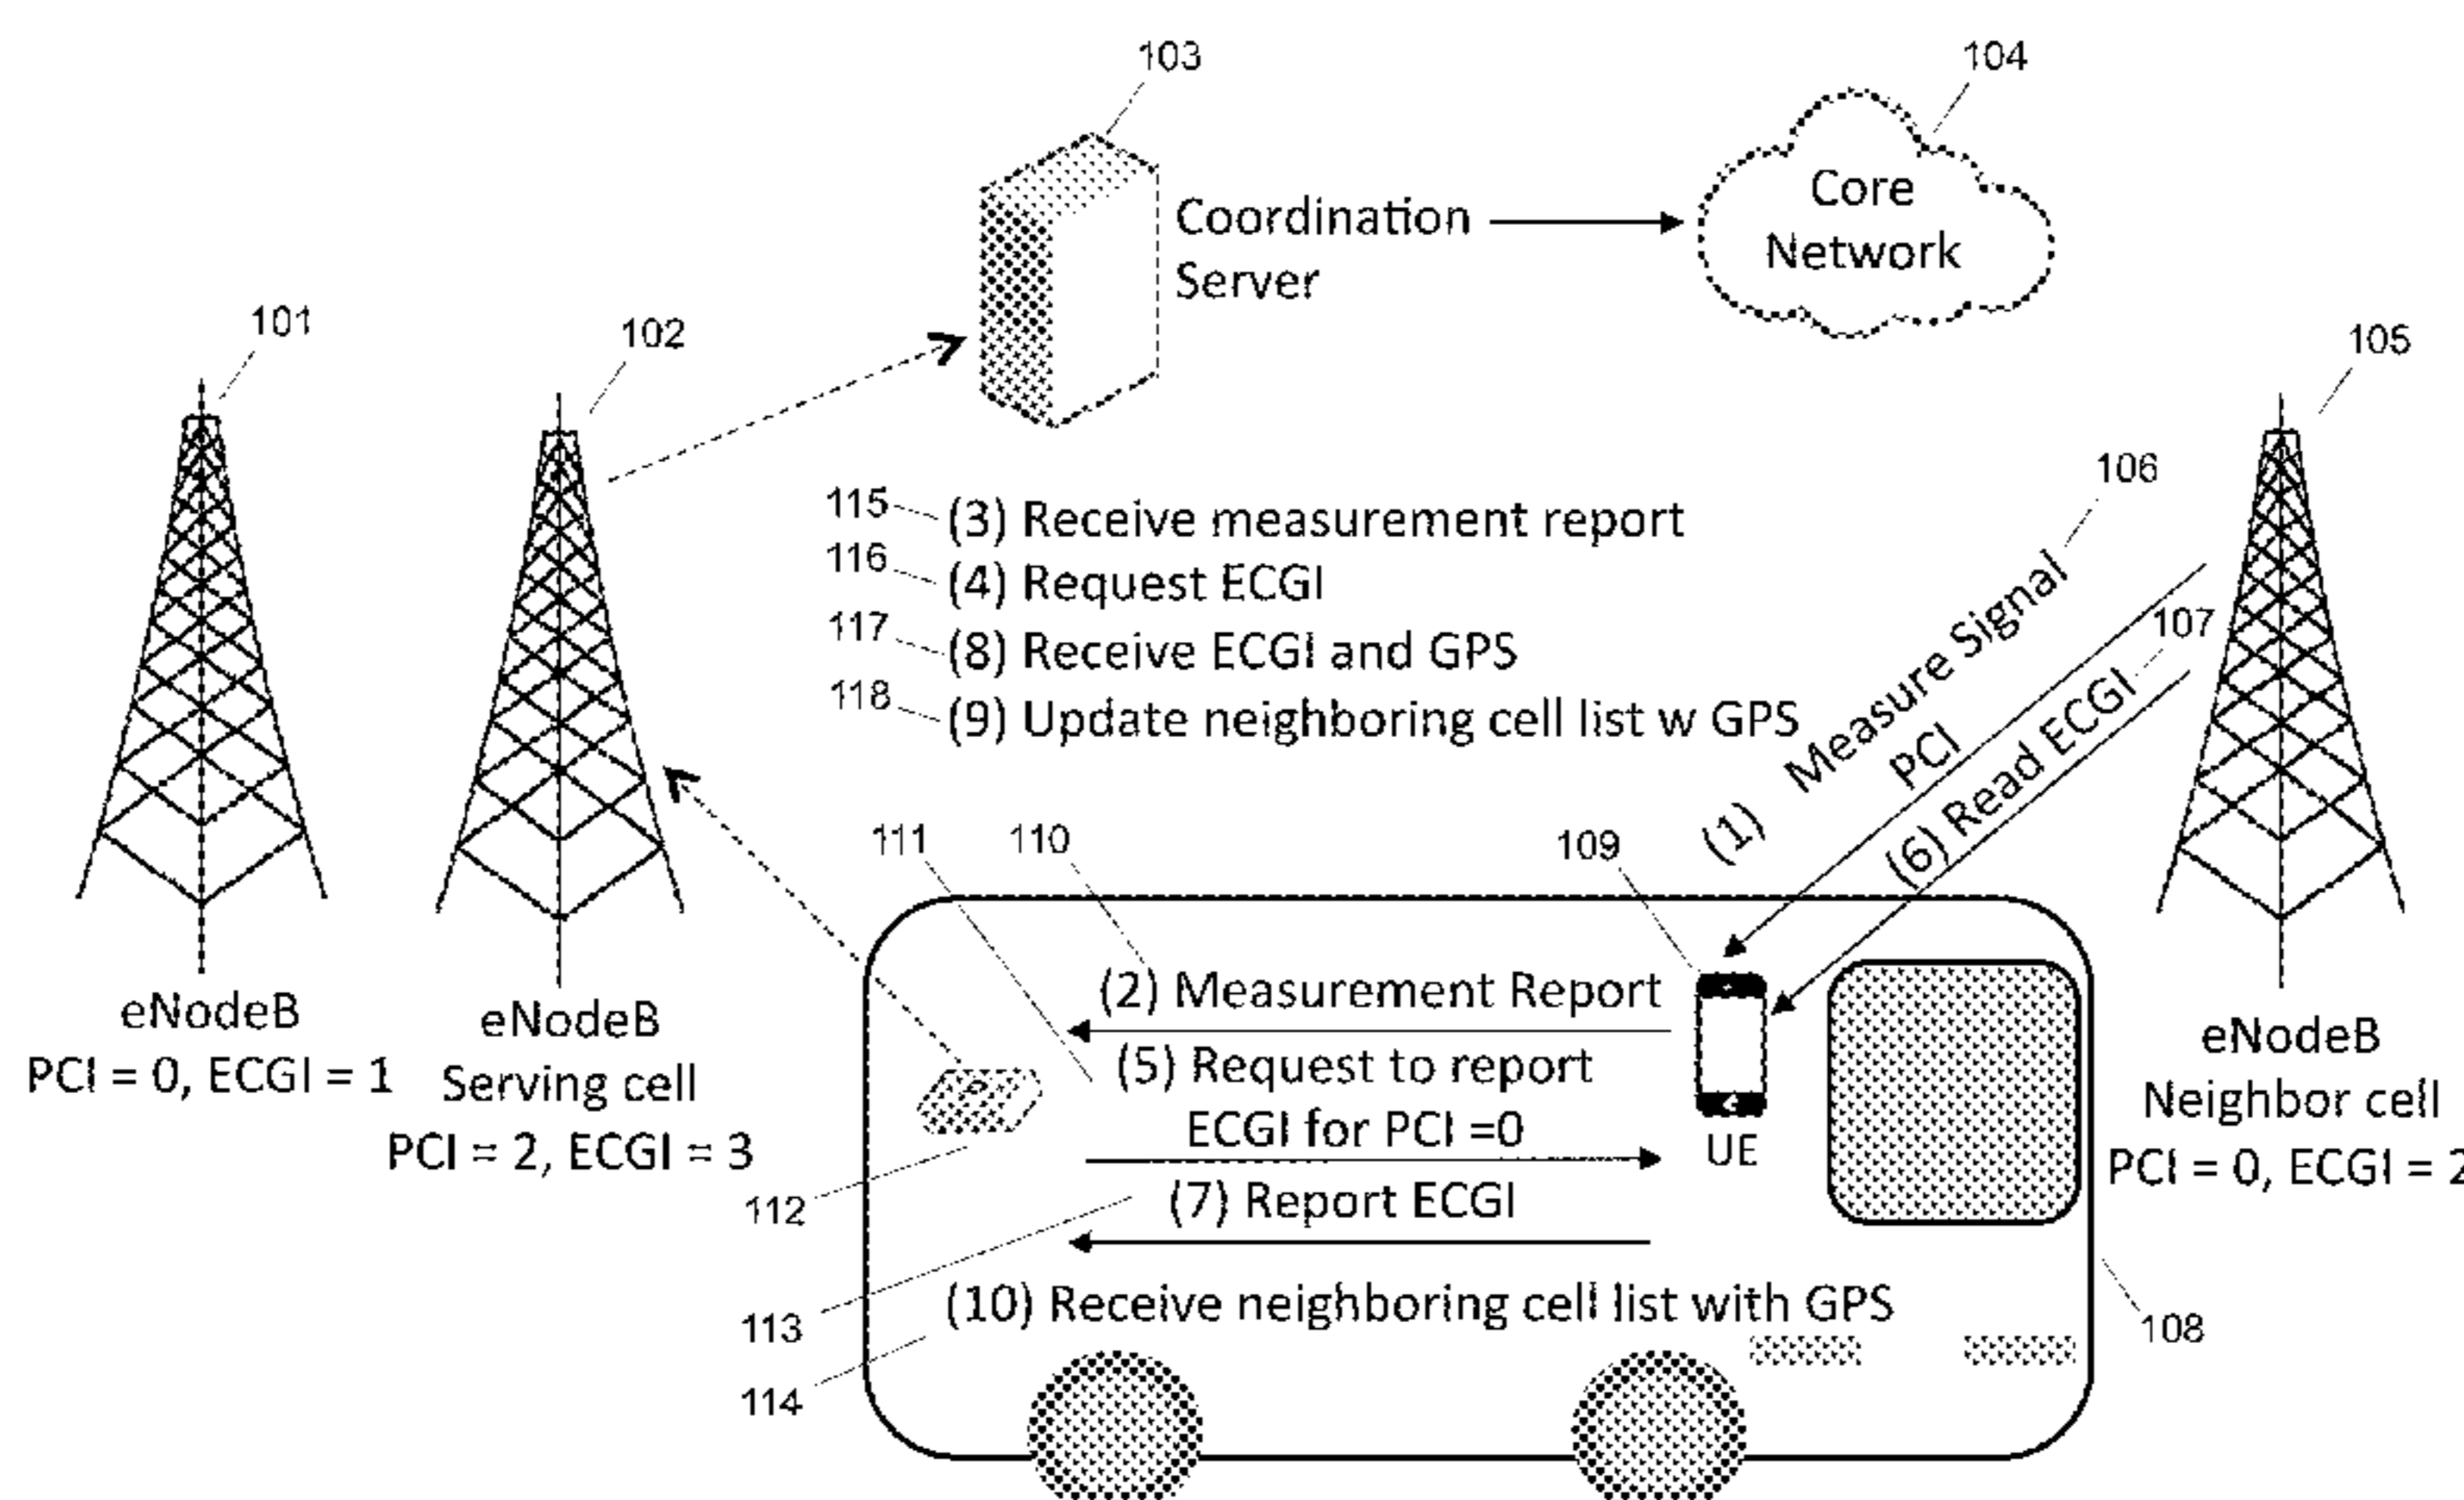 103
104
Core
Network
Coordination
Server
101
102
105
106
115 (3) Receive measurement report
116 (4) Request ECGI
117 (8) Receive ECGI and GPS
118 (9) Update neighboring cell list w GPS
(1) Measure Signal
PCI
107
(6) Read ECGI
111
110
109
(2) Measurement Report
(5) Request to report
ECGI for PCI =0
UE
(7) Report ECGI
(10) Receive neighboring cell list with GPS
112
113
114
108
eNodeB
PCI = 0, ECGI = 1
eNodeB
Serving cell
PCI = 2, ECGI = 3
eNodeB
Neighbor cell
PCI = 0, ECGI = 2